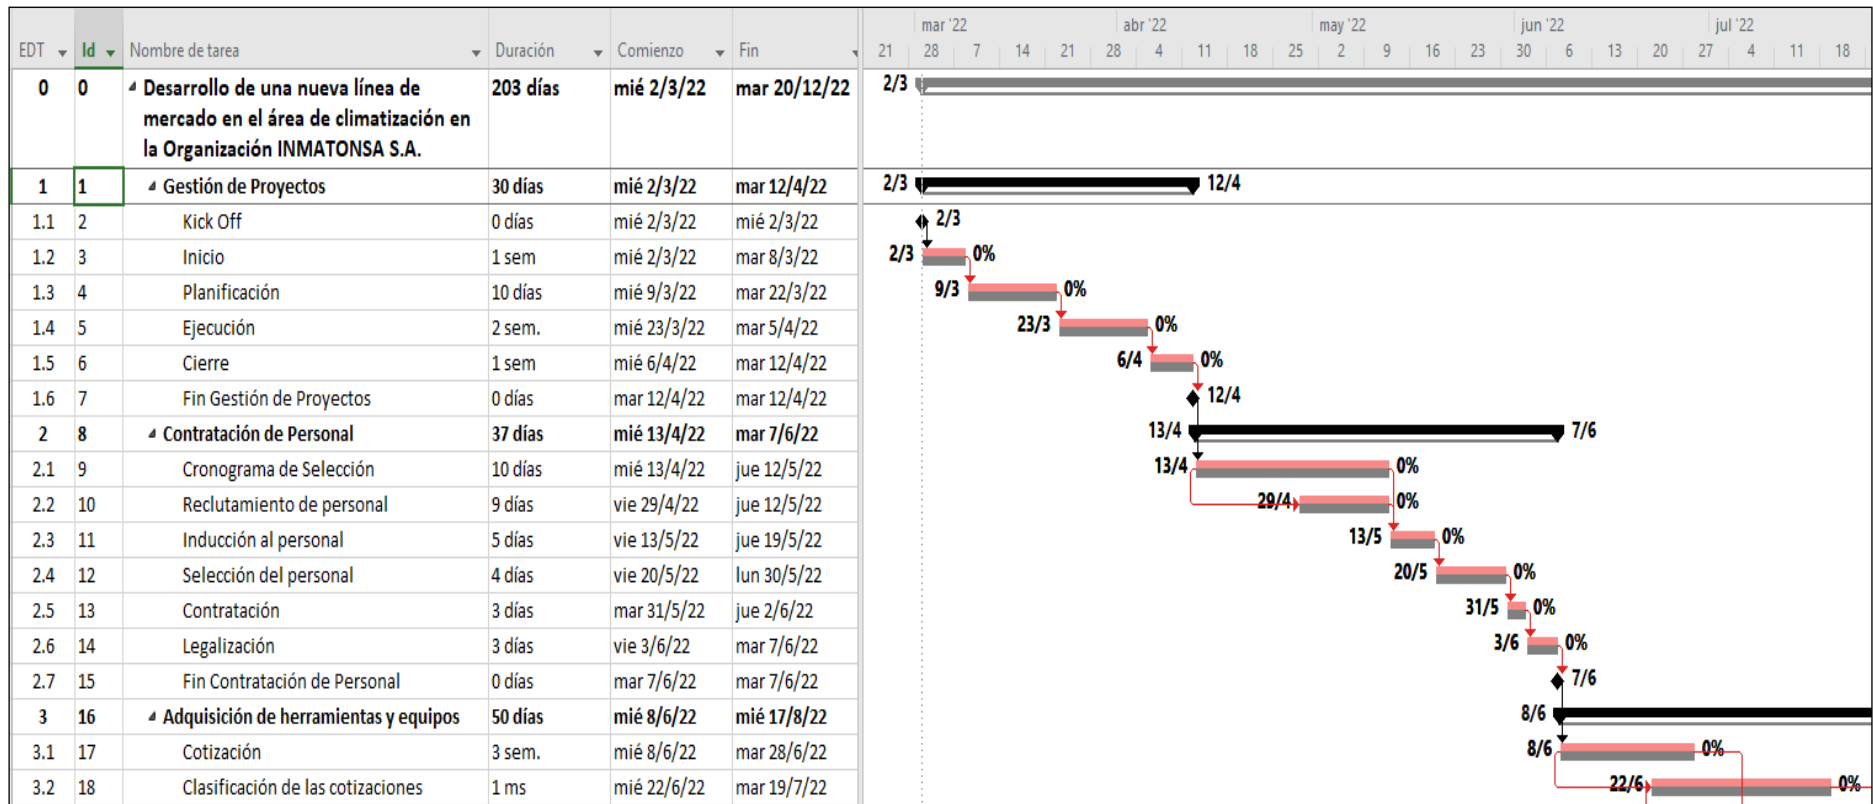 mar '22 abr '22 may '22 jun '22 jul '22
EDT Id Nombre de tarea Duración Comienzo Fin 21 28 7 14 21 28 4 11 18 25 2 9 16 23 30 6 13 20 27 4 11 18
0 0 Desarrollo de una nueva línea de 203 días mié 2/3/22 mar 20/12/22 2/3
mercado en el área de climatización en
la Organización INMATONSA S.A.
1 1 Gestión de Proyectos 30 días mié 2/3/22 mar 12/4/22 2/3 12/4
1.1 2 Kick Off 0 días mié 2/3/22 mié 2/3/22 2/3
1.2 3 Inicio 1 sem mié 2/3/22 mar 8/3/22 2/3 0%
1.3 4 Planificación 10 días mié 9/3/22 mar 22/3/22 9/3 0%
1.4 5 Ejecución 2 sem. mié 23/3/22 mar 5/4/22 23/3 0%
1.5 6 Cierre 1 sem mié 6/4/22 mar 12/4/22 6/4 0%
1.6 7 Fin Gestión de Proyectos 0 días mar 12/4/22 mar 12/4/22 12/4
2 8 Contratación de Personal 37 días mié 13/4/22 mar 7/6/22 13/4 7/6
2.1 9 Cronograma de Selección 10 días mié 13/4/22 jue 12/5/22 13/4 0%
2.2 10 Reclutamiento de personal 9 días vie 29/4/22 jue 12/5/22 29/4 0%
2.3 11 Inducción al personal 5 días vie 13/5/22 jue 19/5/22 13/5 0%
2.4 12 Selección del personal 4 días vie 20/5/22 lun 30/5/22 20/5 0%
2.5 13 Contratación 3 días mar 31/5/22 jue 2/6/22 31/5 0%
2.6 14 Legalización 3 días vie 3/6/22 mar 7/6/22 3/6 0%
2.7 15 Fin Contratación de Personal 0 días mar 7/6/22 mar 7/6/22 7/6
3 16 Adquisición de herramientas y equipos 50 días mié 8/6/22 mié 17/8/22 8/6
3.1 17 Cotización 3 sem. mié 8/6/22 mar 28/6/22 8/6 0%
3.2 18 Clasificación de las cotizaciones 1 ms mié 22/6/22 mar 19/7/22 22/6 0%